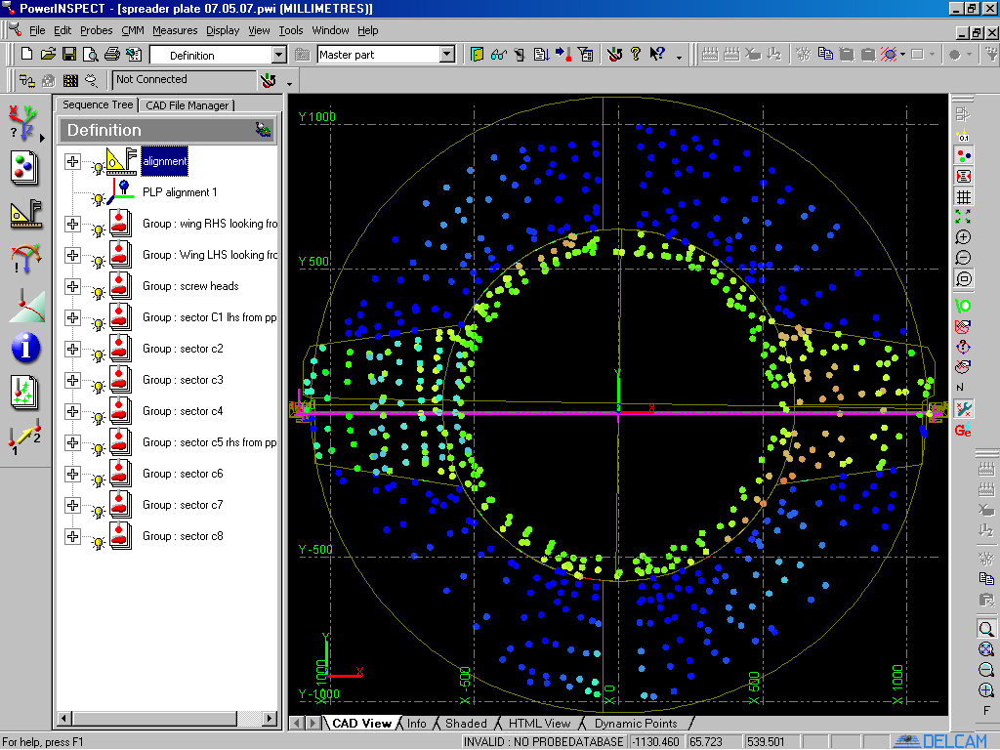 PowerINSPECT - [spreader plate 07.05.07.pwi (MILLIMETRES)]
File Edit Probes CMM Measures Display View Tools Window Help
Definition Master part
Not Connected
Sequence Tree CAD File Manager
Definition
alignment
PLP alignment 1
Group : wing RHS looking fro
Group : Wing LHS looking fro
Group : screw heads
Group : sector C1 lhs from pp
Group : sector c2
Group : sector c3
Group : sector c4
Group : sector c5 rhs from pp
Group : sector c6
Group : sector c7
Group : sector c8
Y 1000
Y 500
Y
X
Y -500
Y
X
Y -1000
X -1000
X -500
X 0
X 500
X 1000
0.1
N
Ge
F
1 2
CAD View Info Shaded HTML View Dynamic Points
For help, press F1
INVALID : NO PROBEDATABASE -1130.460 65.723 539.501
DELCAM